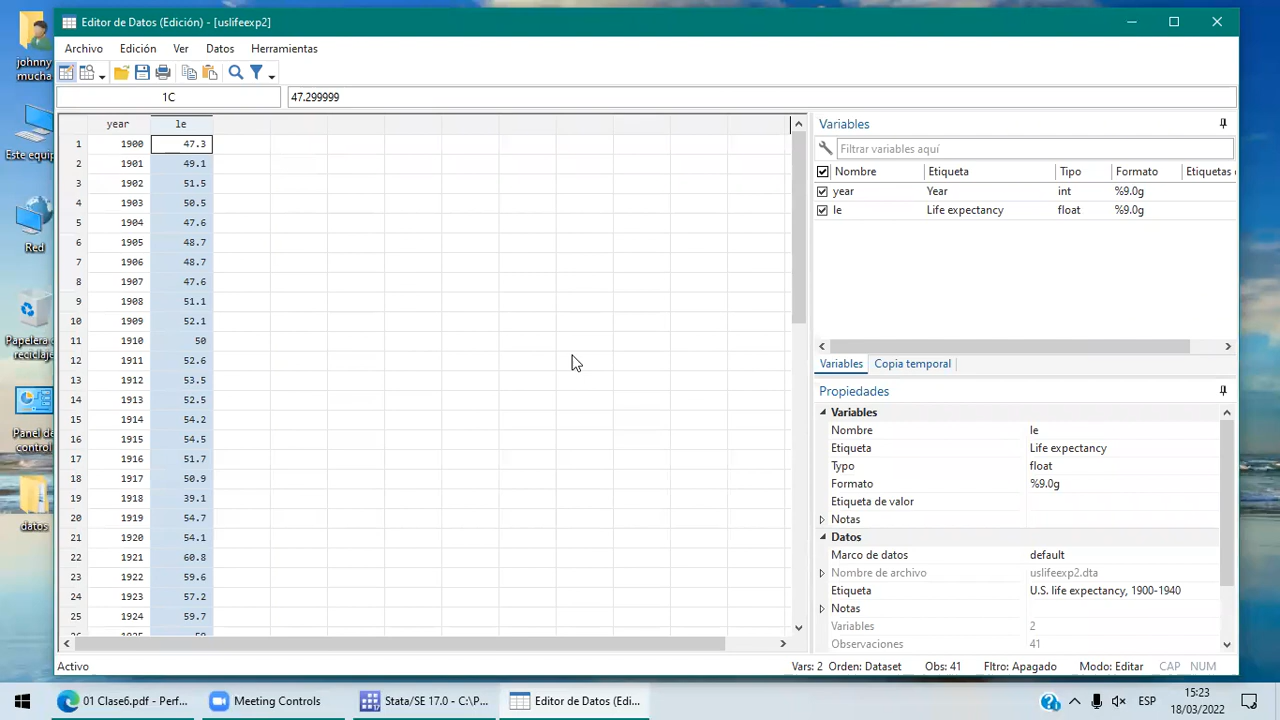 Editor de Datos (Edición) - [uslifeexp2]
Archivo Edición Ver Datos Herramientas
1C 47.299999
johnny
mucha
Este equip
Red
Papelera d
reciclaje
Panel de
control
datos
year le
1 1900 47.3
2 1901 49.1
3 1902 51.5
4 1903 50.5
5 1904 47.6
6 1905 48.7
7 1906 48.7
8 1907 47.6
9 1908 51.1
10 1909 52.1
11 1910 50
12 1911 52.6
13 1912 53.5
14 1913 52.5
15 1914 54.2
16 1915 54.5
17 1916 51.7
18 1917 50.9
19 1918 39.1
20 1919 54.7
21 1920 54.1
22 1921 60.8
23 1922 59.6
24 1923 57.2
25 1924 59.7
Variables
Filtrar variables aquí
Nombre Etiqueta Tipo Formato Etiquetas
year Year int %9.0g
le Life expectancy float %9.0g
Variables Copia temporal
Propiedades
Variables
Nombre le
Etiqueta Life expectancy
Typo float
Formato %9.0g
Etiqueta de valor
Notas
Datos
Marco de datos default
Nombre de archivo uslifeexp2.dta
Etiqueta U.S. life expectancy, 1900-1940
Notas
Variables 2
Observaciones 41
Activo Vars: 2 Orden: Dataset Obs: 41 Fltro: Apagado Modo: Editar CAP NUM
01 Clase6.pdf - Perf... Meeting Controls Stata/SE 17.0 - C:\P... Editor de Datos (Edi... ESP 15:23
18/03/2022